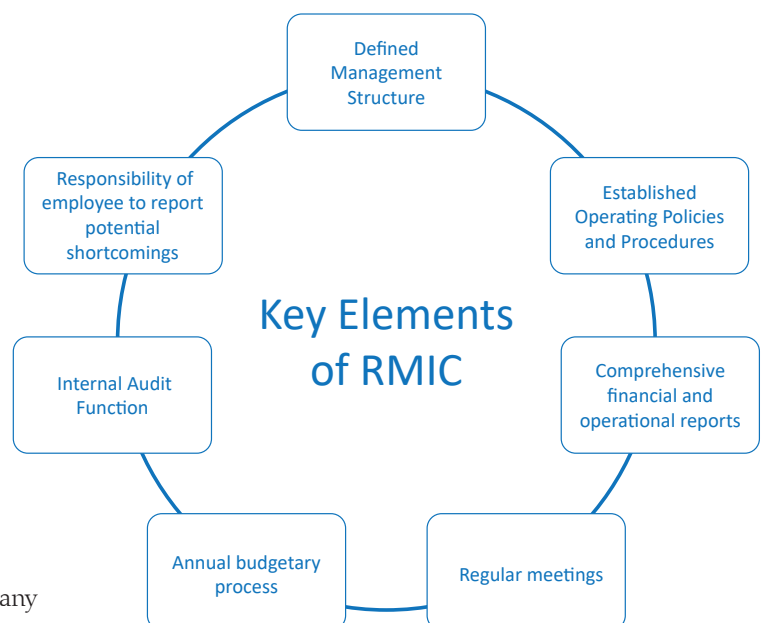 Defined
Management
Structure
Established
Operating Policies
and Procedures
Comprehensive
financial and
operational reports
Regular meetings
Annual budgetary
process
Internal Audit
Function
Responsibility of
employee to report
potential
shortcomings
Key Elements
of RMIC
any